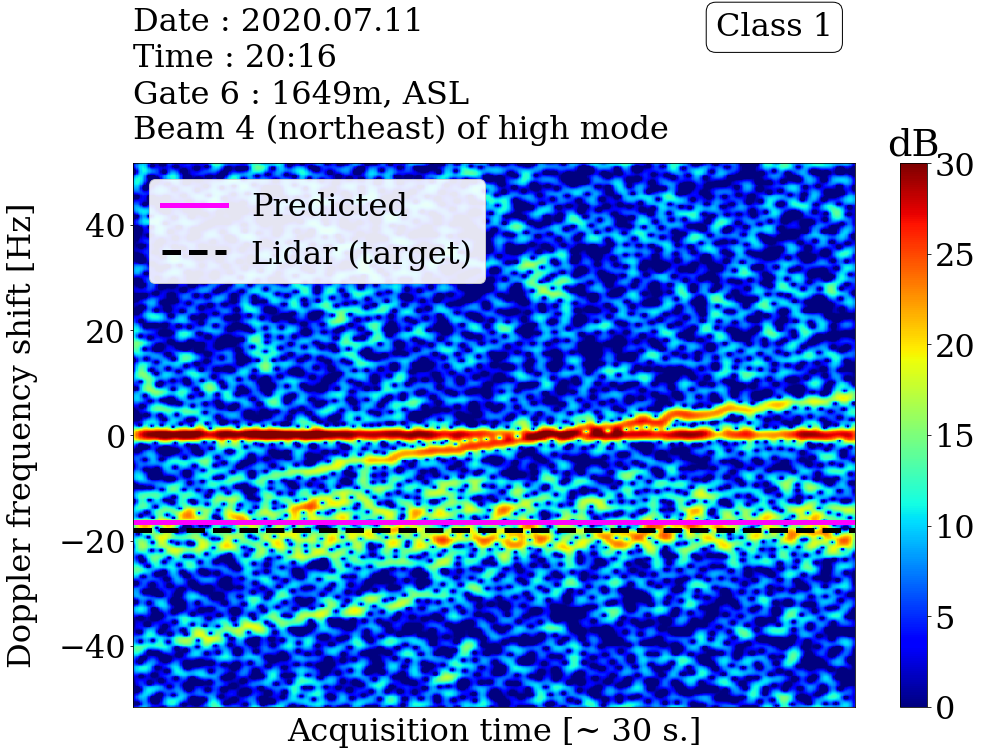 Date : 2020.07.11
Time : 20:16
Gate 6 : 1649m, ASL
Beam 4 (northeast) of high mode
Class 1
dB
Predicted
Lidar (target)
Doppler frequency shift [Hz]
40
20
0
−20
−40
Acquisition time [~ 30 s.]
30
25
20
15
10
5
0